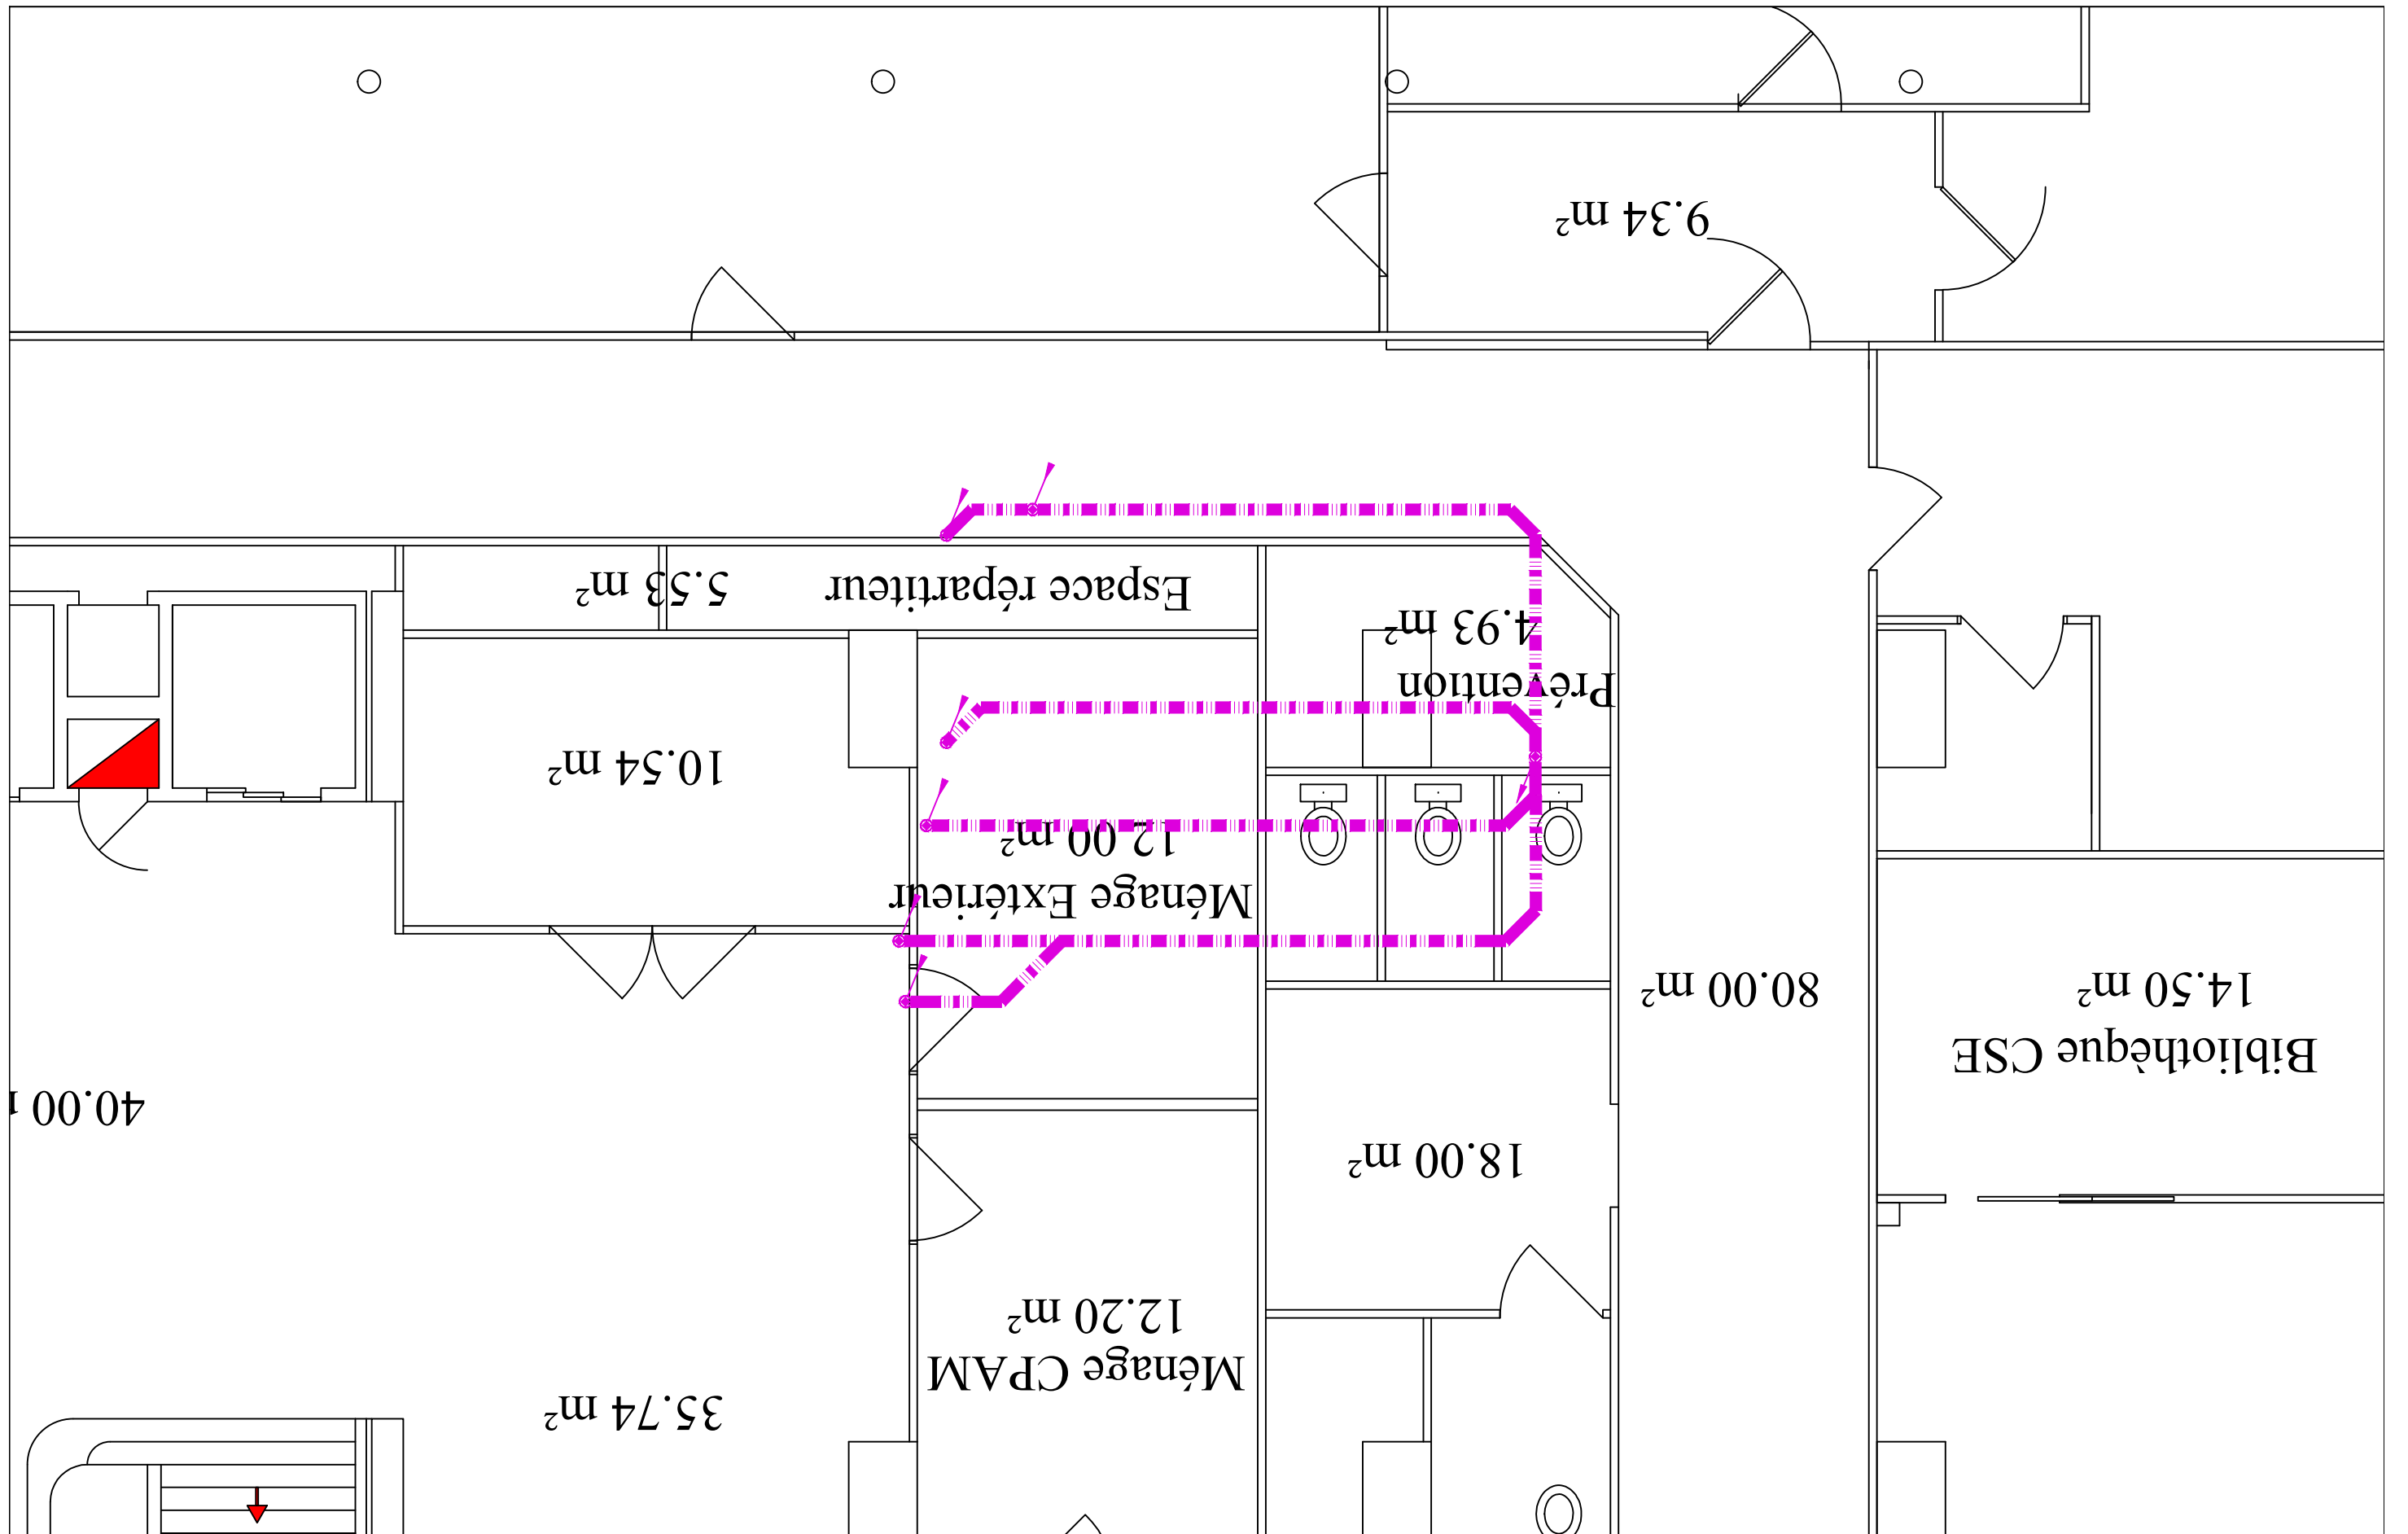 35.74 m²
Ménage CPAM
12.20 m²
18.00 m²
40.00
Bibliothèque CSE
14.50 m²
80.00 m²
Ménage Extérieur
12.00 m²
10.54 m²
Prévention
4.93 m²
Espace répartiteur
5.53 m²
9.34 m²